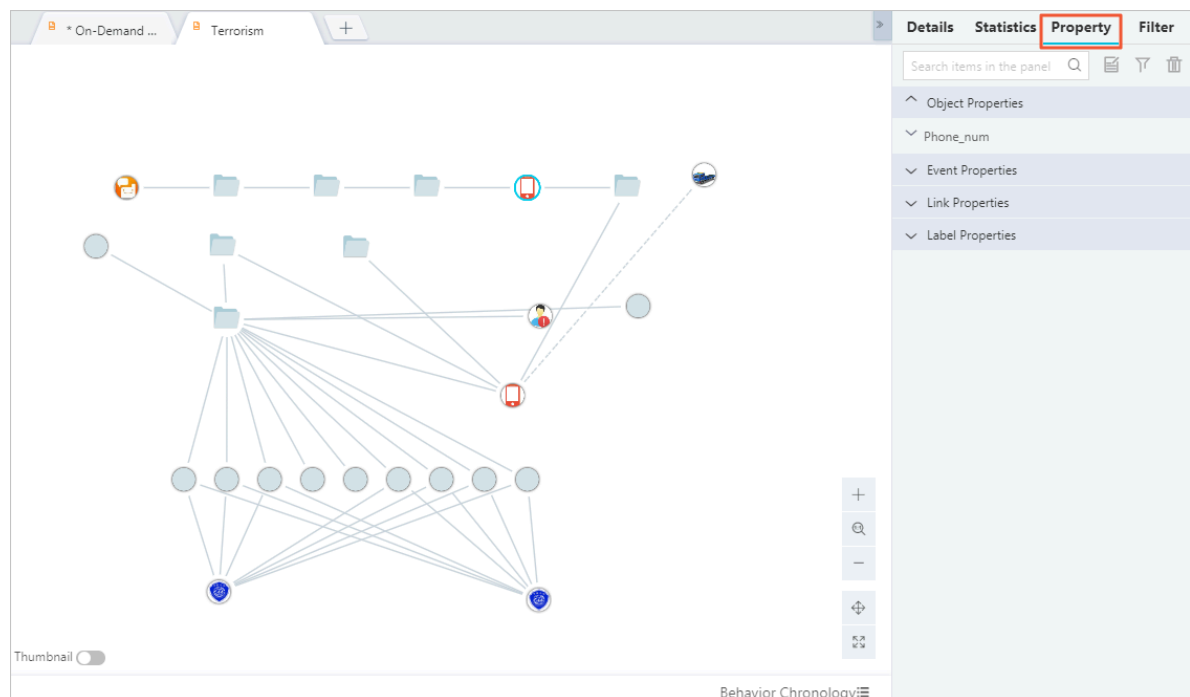 * On-Demand ...
Terrorism
Details Statistics Property Filter
Search items in the panel
Object Properties
Phone_num
Event Properties
Link Properties
Label Properties
Thumbnail
Behavior Chronology